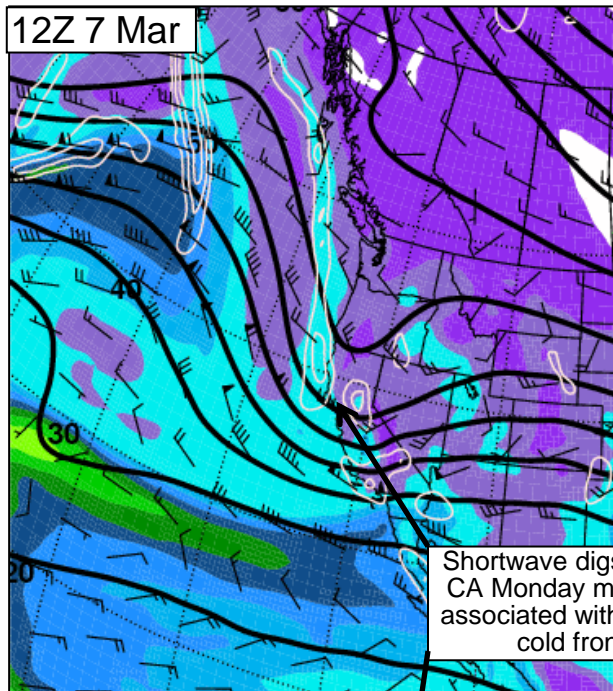 12Z 7 Mar
40
30
20
Shortwave digs
CA Monday m
associated with
cold fron